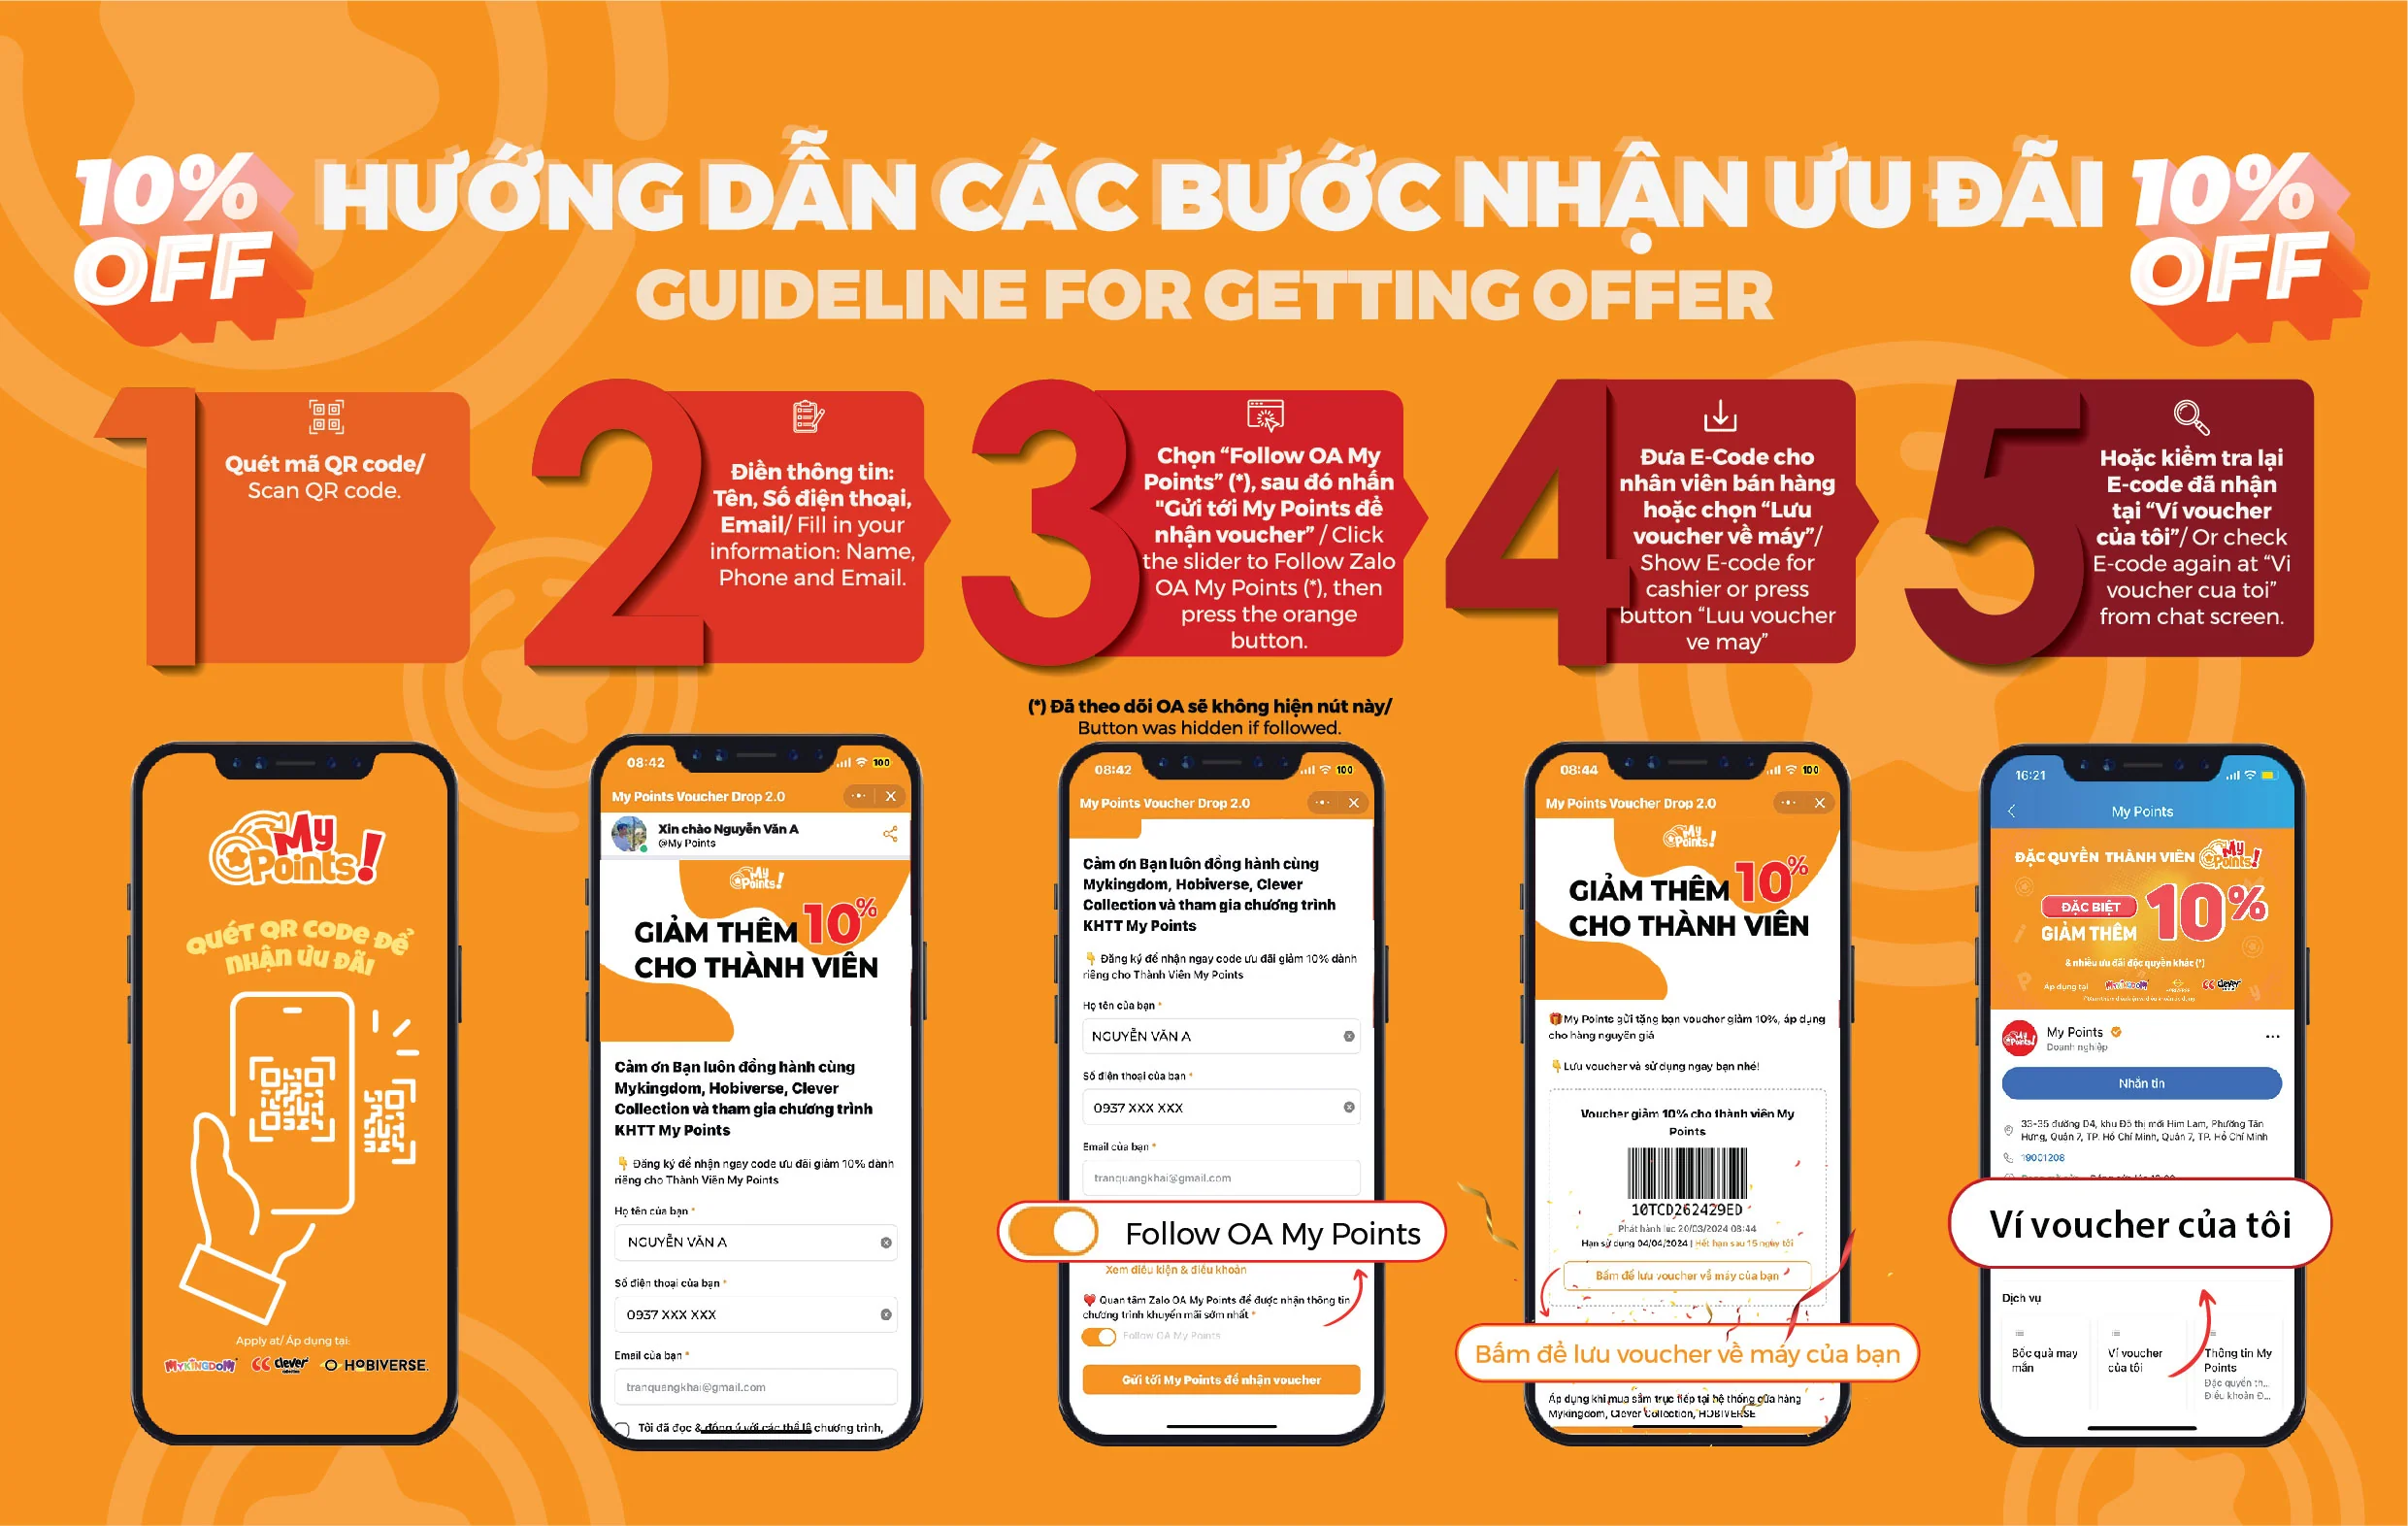 10%
OFF
HƯỚNG DẪN CÁC BƯỚC NHẬN ƯU ĐÃI
GUIDELINE FOR GETTING OFFER
10%
OFF
1
Quét mã QR code/
Scan QR code.
2
Điền thông tin:
Tên, Số điện thoại,
Email/ Fill in your
information: Name,
Phone and Email.
3
Chọn “Follow OA My
Points” (*), sau đó nhấn
"Gửi tới My Points để
nhận voucher” / Click
the slider to Follow Zalo
OA My Points (*), then
press the orange
button.
(*) Đã theo dõi OA sẽ không hiện nút này/
Button was hidden if followed.
4
Đưa E-Code cho
nhân viên bán hàng
hoặc chọn “Lưu
voucher về máy”/
Show E-code for
cashier or press
button “Luu voucher
ve may”
5
Hoặc kiểm tra lại
E-code đã nhận
tại “Ví voucher
của tôi”/ Or check
E-code again at “Vi
voucher cua toi”
from chat screen.
My
Points!
QUÉT QR CODE ĐỂ
NHẬN ƯU ĐÃI
Apply at/ Áp dụng tại:
MYKINGDOM
CC clever collection
HOBIVERSE.
08:42
100
My Points Voucher Drop 2.0
Xin chào Nguyễn Văn A
@My Points
My
Points!
GIẢM THÊM 10%
CHO THÀNH VIÊN
Cảm ơn Bạn luôn đồng hành cùng
Mykingdom, Hobiverse, Clever
Collection và tham gia chương trình
KHTT My Points
Đăng ký để nhận ngay code ưu đãi giảm 10% dành
riêng cho Thành Viên My Points
Họ tên của bạn *
NGUYỄN VĂN A
Số điện thoại của bạn *
0937 XXX XXX
Email của bạn *
tranquangkhai@gmail.com
Tôi đã đọc & đồng ý với các thể lệ chương trình,
08:42
100
My Points Voucher Drop 2.0
Cảm ơn Bạn luôn đồng hành cùng
Mykingdom, Hobiverse, Clever
Collection và tham gia chương trình
KHTT My Points
Đăng ký để nhận ngay code ưu đãi giảm 10% dành
riêng cho Thành Viên My Points
Họ tên của bạn *
NGUYỄN VĂN A
Số điện thoại của bạn *
0937 XXX XXX
Email của bạn *
tranquangkhai@gmail.com
Follow OA My Points
Xem điều kiện & điều khoản
Quan tâm Zalo OA My Points để được nhận thông tin
chương trình khuyến mãi sớm nhất *
Follow OA My Points
Gửi tới My Points để nhận voucher
08:44
100
My Points Voucher Drop 2.0
My
Points!
GIẢM THÊM 10%
CHO THÀNH VIÊN
My Points gửi tặng bạn voucher giảm 10%, áp dụng
cho hàng nguyên giá
Lưu voucher và sử dụng ngay bạn nhé!
Voucher giảm 10% cho thành viên My
Points
10TCD262429ED
Phát hành lúc 20/03/2024 08:44
Hạn sử dụng 04/04/2024 | Hết hạn sau 15 ngày tới
Bấm để lưu voucher về máy của bạn
Bấm để lưu voucher về máy của bạn
Áp dụng khi mua sắm trực tiếp tại hệ thống cửa hàng
Mykingdom, Clever Collection, HOBIVERSE
16:21
My Points
ĐẶC QUYỀN THÀNH VIÊN My Points!
ĐẶC BIỆT
GIẢM THÊM
10%
& nhiều ưu đãi độc quyền khác (*)
Áp dụng tại
MYKINGDOM
HOBIVERSE
CC clever
My Points
Doanh nghiệp
Nhắn tin
33-35 đường D4, khu Đô thị mới Him Lam, Phường Tân
Hưng, Quận 7, TP. Hồ Chí Minh, Quận 7, TP. Hồ Chí Minh
19001208
Ví voucher của tôi
Dịch vụ
Bốc quà may
mắn
Ví voucher
của tôi
Thông tin My
Points
Đặc quyền th...
Điều khoản Đ...